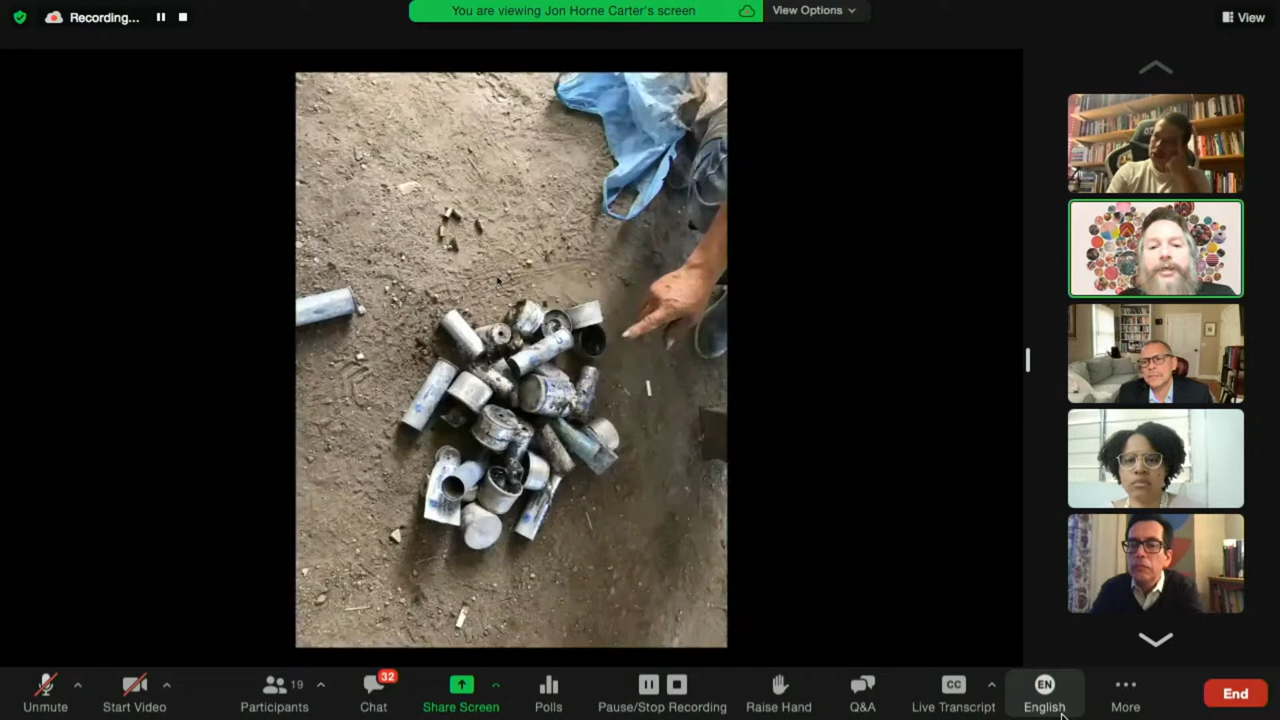 Recording...
You are viewing Jon Horne Carter's screen
View Options
View
Unmute
Start Video
19
Participants
32
Chat
Share Screen
Polls
Pause/Stop Recording
Raise Hand
Q&A
CC
Live Transcript
EN
English
More
End